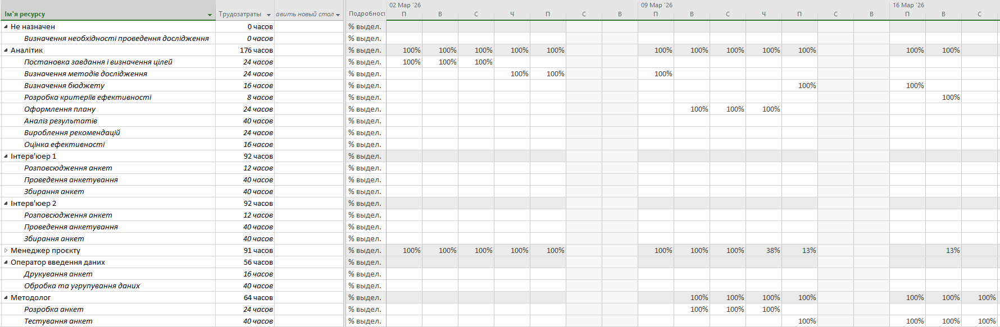 02 Мар '26 09 Мар '26 16 Мар '26
Ім'я ресурсу Трудозатраты авить новый стол Подробност П В С Ч П С В П В С Ч П С В П В С
Не назначен 0 часов % выдел.
Визначення необхідності проведення дослідження 0 часов % выдел.
Аналітик 176 часов % выдел. 100% 100% 100% 100% 100% 100% 100% 100% 100% 100% 100% 100%
Постановка завдання і визначення цілей 24 часов % выдел. 100% 100% 100%
Визначення методів дослідження 24 часов % выдел. 100% 100% 100%
Визначення бюджету 16 часов % выдел. 100% 100%
Розробка критеріїв ефективності 8 часов % выдел. 100%
Оформлення плану 24 часов % выдел. 100% 100% 100%
Аналіз результатів 40 часов % выдел.
Вироблення рекомендацій 24 часов % выдел.
Оцінка ефективності 16 часов % выдел.
Інтерв'юер 1 92 часов % выдел.
Розповсюдження анкет 12 часов % выдел.
Проведення анкетування 40 часов % выдел.
Збирання анкет 40 часов % выдел.
Інтерв'юер 2 92 часов % выдел.
Розповсюдження анкет 12 часов % выдел.
Проведення анкетування 40 часов % выдел.
Збирання анкет 40 часов % выдел.
Менеджер проєкту 91 часов % выдел. 100% 100% 100% 100% 100% 100% 100% 100% 38% 13% 13%
Оператор введення даних 56 часов % выдел.
Друкування анкет 16 часов % выдел.
Обробка та угрупування даних 40 часов % выдел.
Методолог 64 часов % выдел. 100% 100% 100% 100% 100% 100% 100%
Розробка анкет 24 часов % выдел. 100% 100% 100%
Тестування анкет 40 часов % выдел. 100% 100% 100% 100%